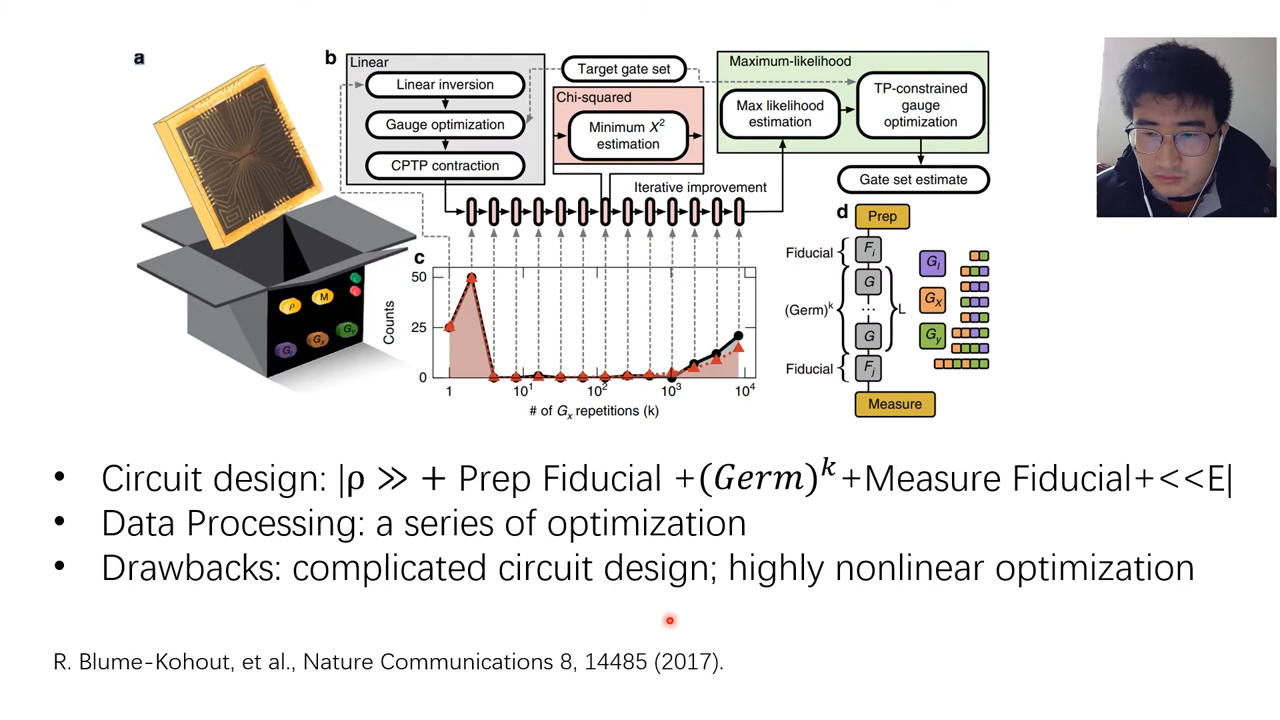 a
b
Linear
Linear inversion
Gauge optimization
CPTP contraction
Target gate set
Chi-squared
Minimum X²
estimation
Maximum-likelihood
Max likelihood
estimation
TP-constrained
gauge
optimization
Gate set estimate
Iterative improvement
ρ
M
Gᵢ
Gₓ
Gᵧ
c
Counts
50
25
0
1
10¹
10²
10³
10⁴
# of Gₓ repetitions (k)
d
Prep
Fiducial
Fᵢ
G
(Germ)ᵏ
...
L
G
Fiducial
Fⱼ
Measure
Gᵢ
Gₓ
Gᵧ
• Circuit design: |ρ ≫ + Prep Fiducial +(Germ)ᵏ+Measure Fiducial+<<E|
• Data Processing: a series of optimization
• Drawbacks: complicated circuit design; highly nonlinear optimization
R. Blume-Kohout, et al., Nature Communications 8, 14485 (2017).